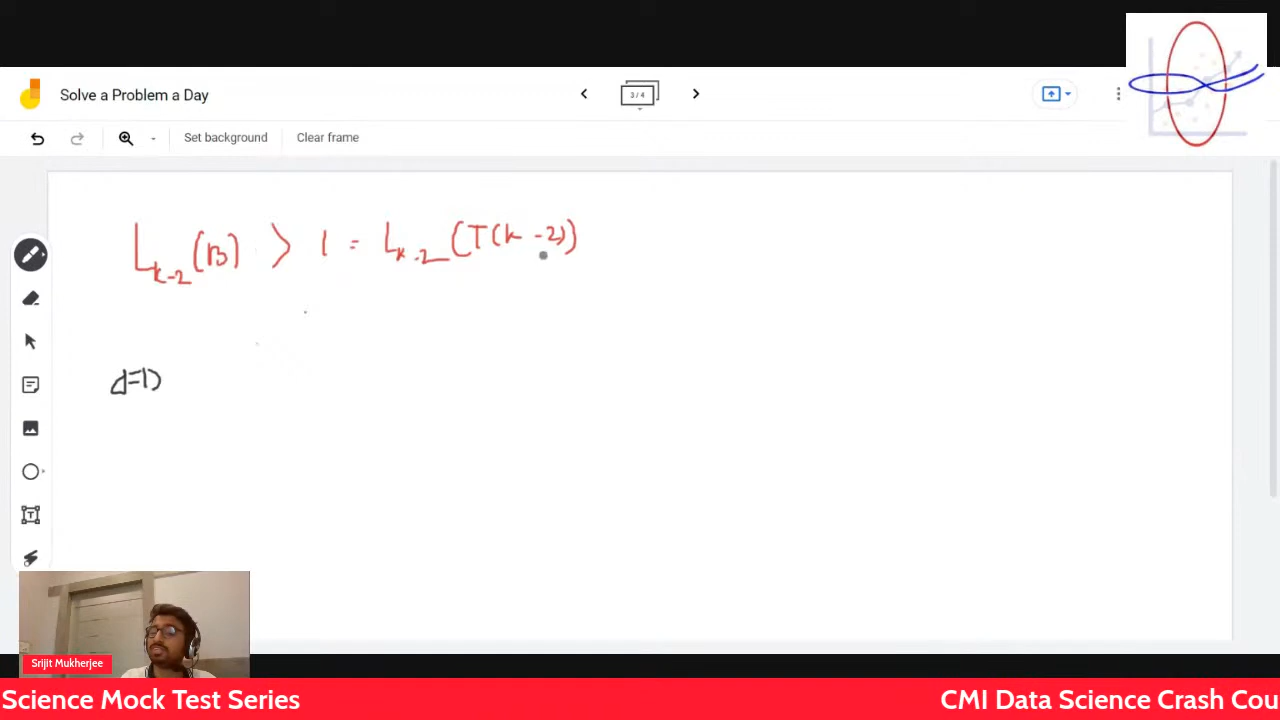 Solve a Problem a Day
3 / 4
Set background
Clear frame
L_{k-2} (B) > 1 = L_{k-2} (T(k-2))
d=1)
Srijit Mukherjee
Science Mock Test Series
CMI Data Science Crash Cou